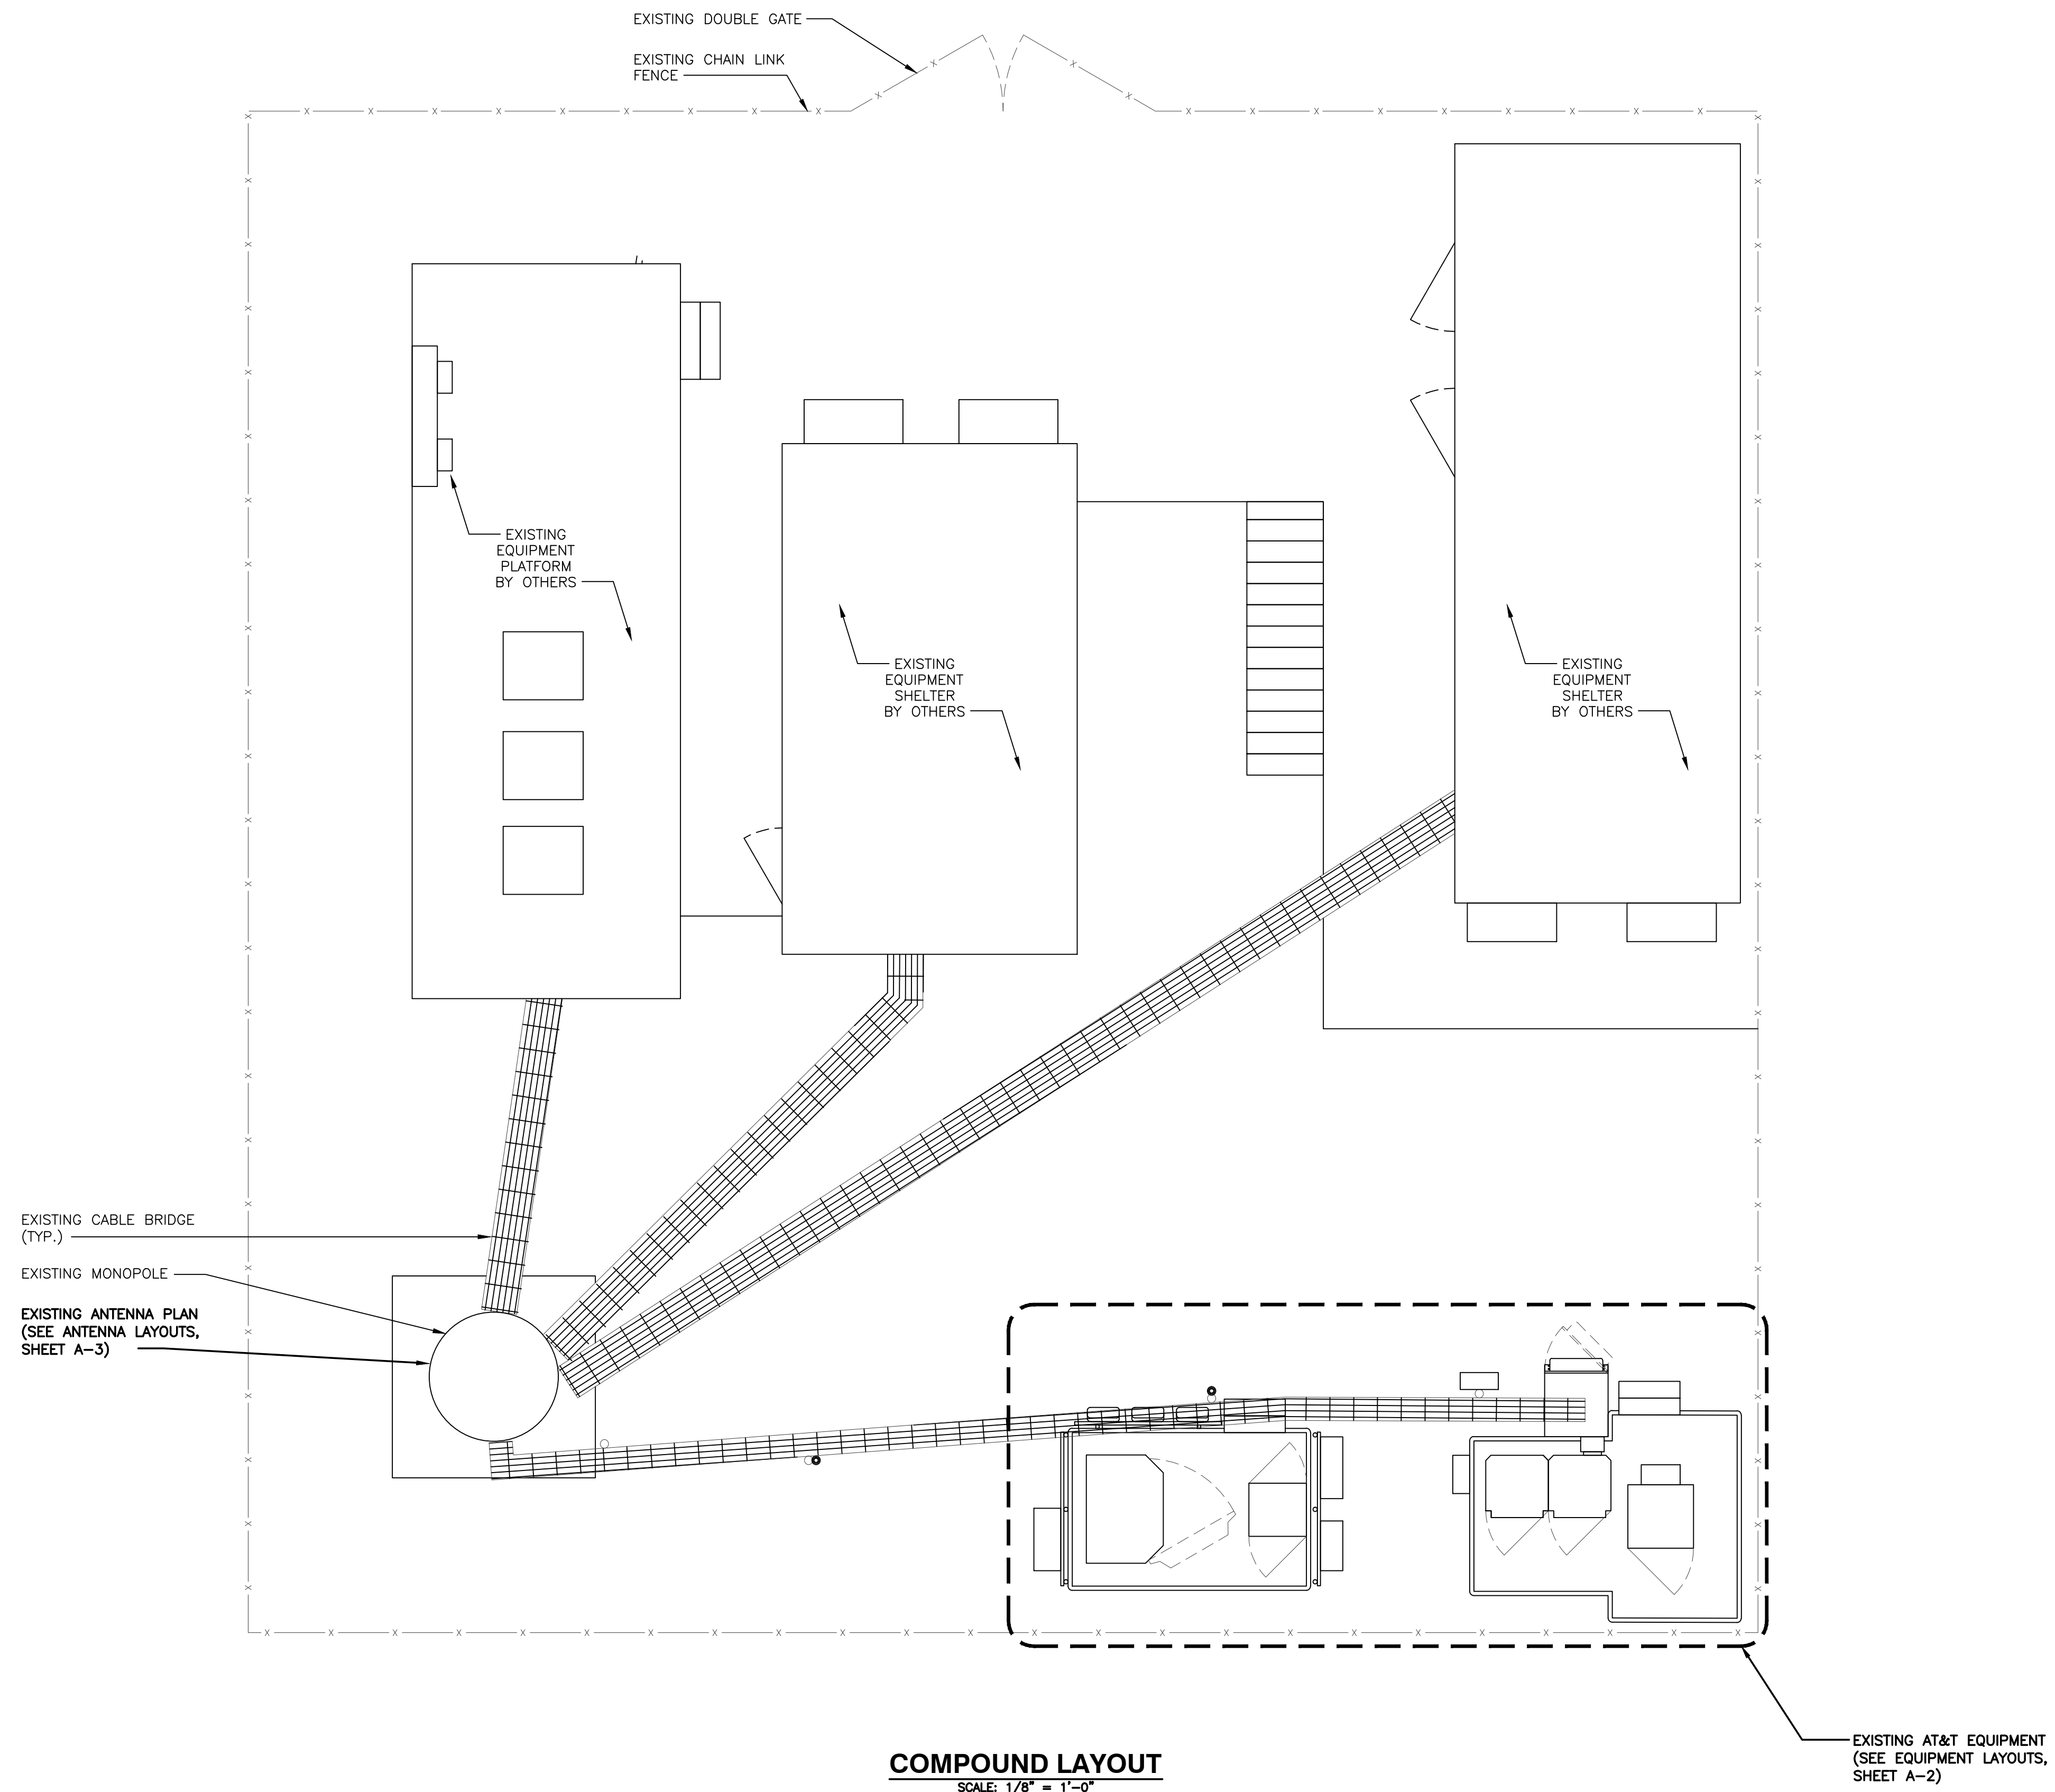 EXISTING DOUBLE GATE
EXISTING CHAIN LINK
FENCE
EXISTING
EQUIPMENT
PLATFORM
BY OTHERS
EXISTING
EQUIPMENT
SHELTER
BY OTHERS
EXISTING
EQUIPMENT
SHELTER
BY OTHERS
EXISTING CABLE BRIDGE
(TYP.)
EXISTING MONOPOLE
EXISTING ANTENNA PLAN
(SEE ANTENNA LAYOUTS,
SHEET A-3)
EXISTING AT&T EQUIPMENT
(SEE EQUIPMENT LAYOUTS,
SHEET A-2)
COMPOUND LAYOUT
SCALE: 1/8" = 1'-0"